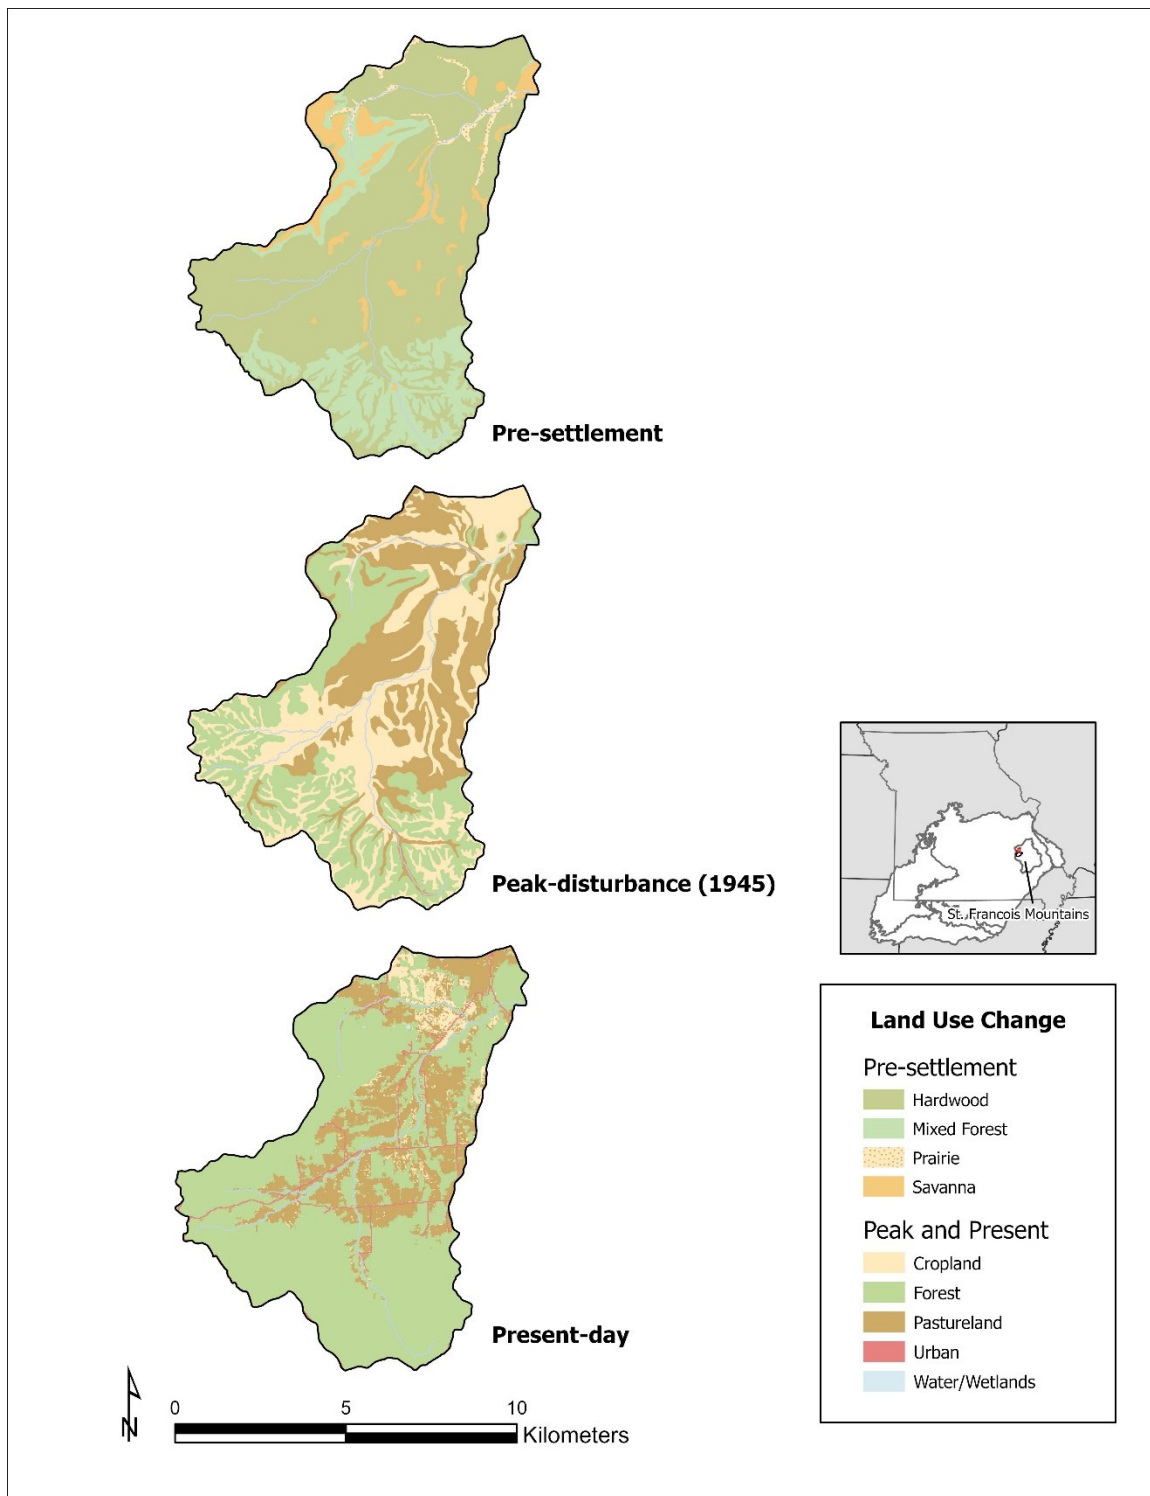 Pre-settlement
Peak-disturbance (1945)
St. Francois Mountains
Present-day
N
0 5 10
Kilometers
Land Use Change
Pre-settlement
Hardwood
Mixed Forest
Prairie
Savanna
Peak and Present
Cropland
Forest
Pastureland
Urban
Water/Wetlands